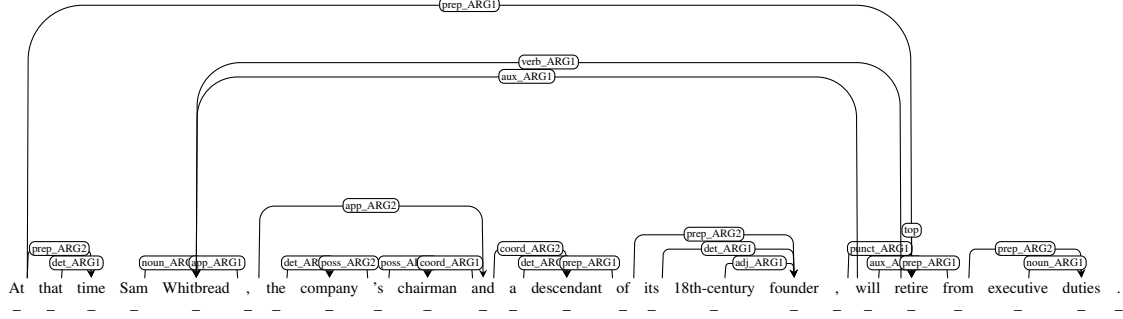 prep_ARG1
verb_ARG1
aux_ARG1
app_ARG2
top
prep_ARG2
prep_ARG2 coord_ARG2 det_ARG1 punct_ARG1 prep_ARG2
det_ARG1 app_ARG1 poss_ARG2 coord_ARG1 prep_ARG1 adj_ARG1 prep_ARG1 noun_ARG1
At that time Sam Whitbread , the company 's chairman and a descendant of its 18th-century founder , will retire from executive duties .
_ _ _ _ _ _ _ _ _ _ _ _ _ _ _ _ _ _ _ _ _ _ _ _